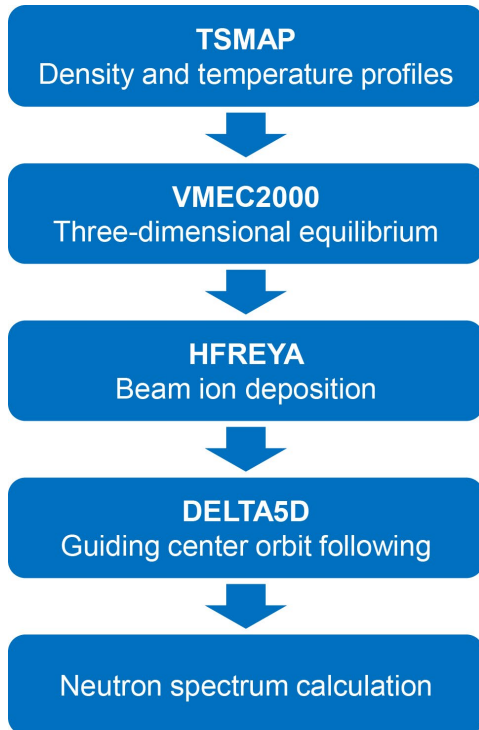 TSMAP
Density and temperature profiles
VMEC2000
Three-dimensional equilibrium
HFREYA
Beam ion deposition
DELTA5D
Guiding center orbit following
Neutron spectrum calculation